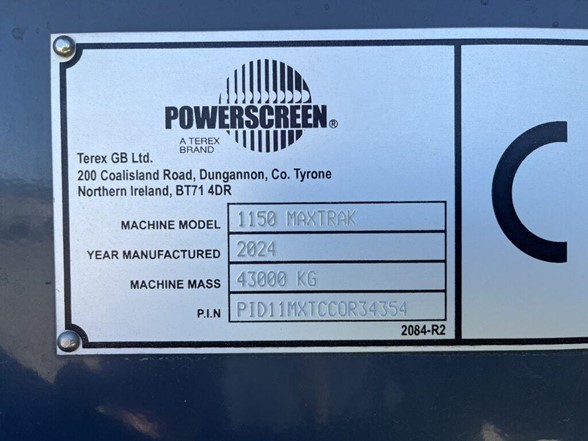 POWERSCREEN®
A TEREX
BRAND
Terex GB Ltd.
200 Coalisland Road, Dungannon, Co. Tyrone
Northern Ireland, BT71 4DR
MACHINE MODEL 1150 MAXTRAK
YEAR MANUFACTURED 2024
MACHINE MASS 43000 KG
P.I.N PID11MXTCCOR34354
2084-R2
C